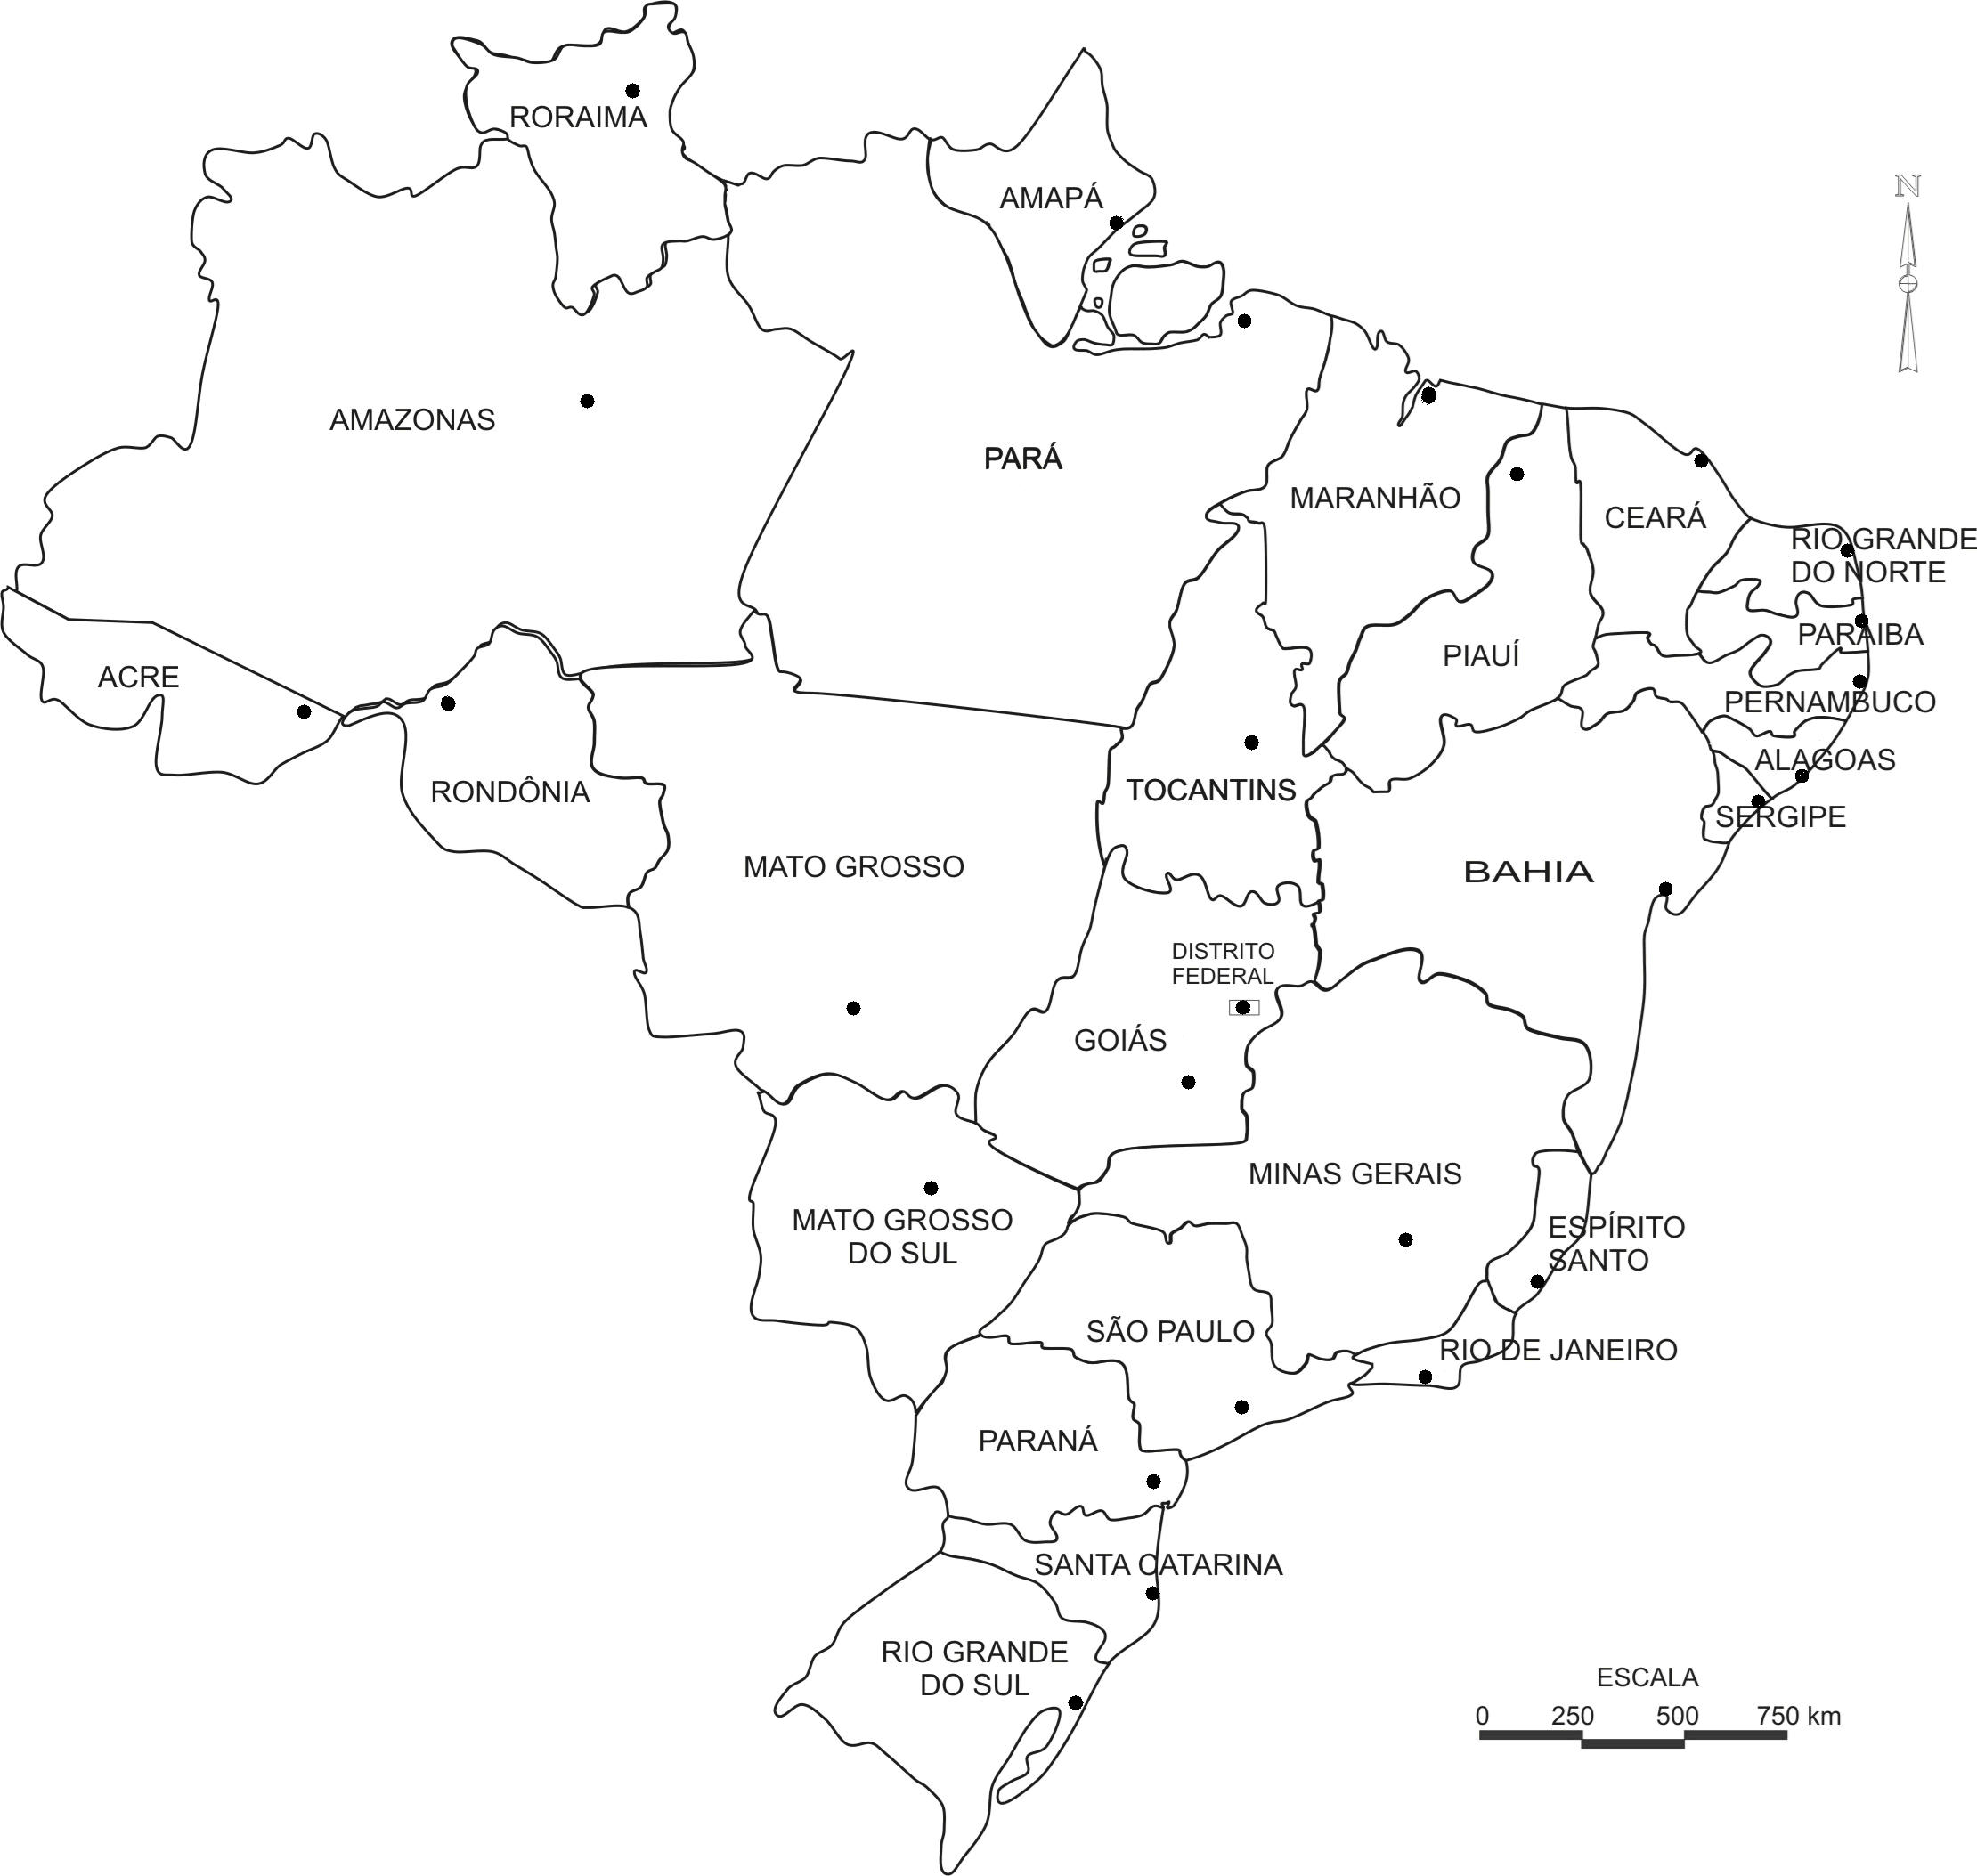 N
RORAIMA
AMAPÁ
AMAZONAS
PARÁ
MARANHÃO
CEARÁ
RIO GRANDE
DO NORTE
PARAIBA
PIAUÍ
ACRE
PERNAMBUCO
ALAGOAS
RONDÔNIA
TOCANTINS
SERGIPE
MATO GROSSO
BAHIA
DISTRITO
FEDERAL
GOIÁS
MINAS GERAIS
MATO GROSSO
DO SUL
ESPÍRITO
SANTO
SÃO PAULO
RIO DE JANEIRO
PARANÁ
SANTA CATARINA
RIO GRANDE
DO SUL
ESCALA
0 250 500 750 km